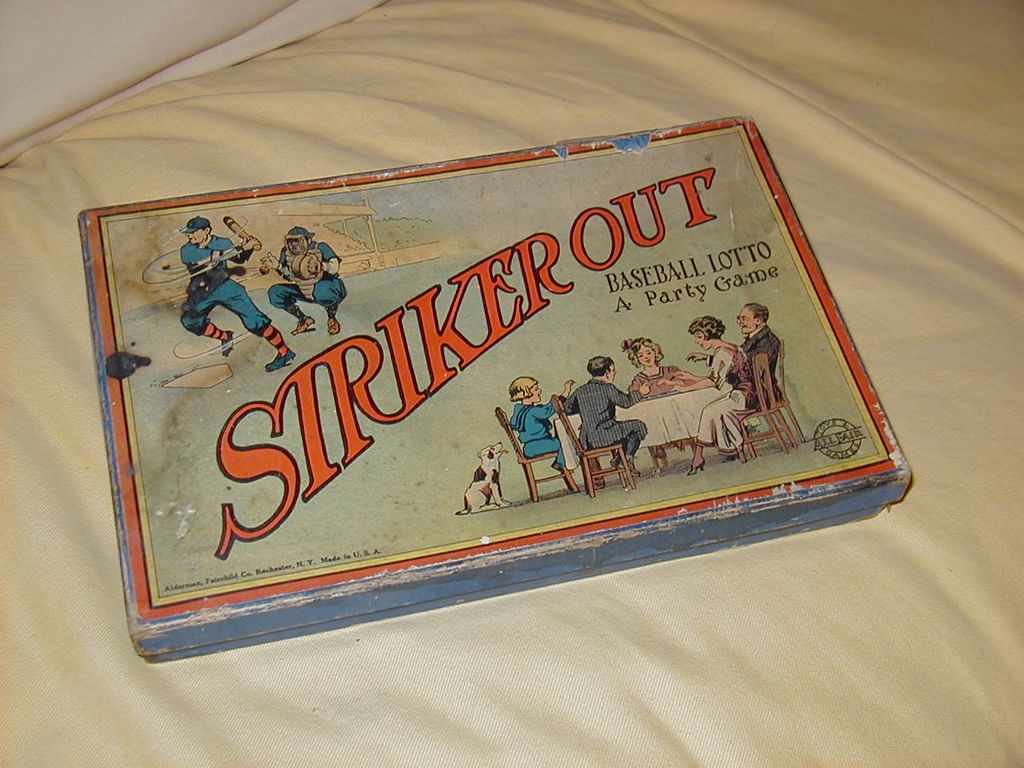 STRIKER OUT
BASEBALL LOTTO
A Party Game
Alderman, Fairchild Co. Rochester, N. Y. Made in U. S. A.